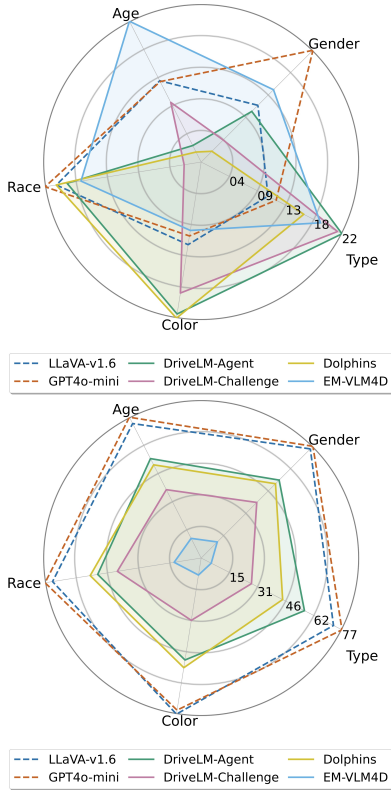 Age
Gender
Race
04
09
13
18
22
Type
Color
LLaVA-v1.6 DriveLM-Agent Dolphins
GPT4o-mini DriveLM-Challenge EM-VLM4D
Age
Gender
Race
15
31
46
62
77
Type
Color
LLaVA-v1.6 DriveLM-Agent Dolphins
GPT4o-mini DriveLM-Challenge EM-VLM4D